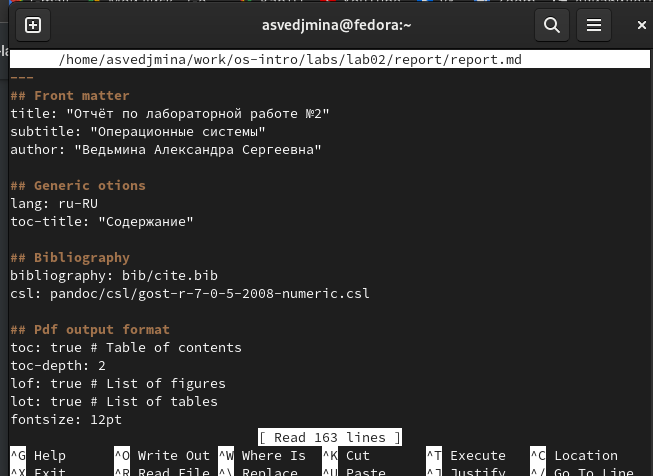 asvedjmina@fedora:~
/home/asvedjmina/work/os-intro/labs/lab02/report/report.md
---
## Front matter
title: "Отчёт по лабораторной работе №2"
subtitle: "Операционные системы"
author: "Ведьмина Александра Сергеевна"
## Generic otions
lang: ru-RU
toc-title: "Содержание"
## Bibliography
bibliography: bib/cite.bib
csl: pandoc/csl/gost-r-7-0-5-2008-numeric.csl
## Pdf output format
toc: true # Table of contents
toc-depth: 2
lof: true # List of figures
lot: true # List of tables
fontsize: 12pt
[ Read 163 lines ]
^G Help ^O Write Out ^W Where Is ^K Cut ^T Execute ^C Location
^X Exit ^R Read File ^\ Replace ^U Paste ^J Justify ^/ Go To Line